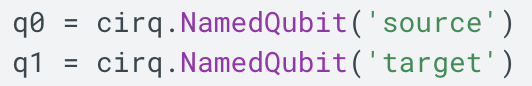 q0 = cirq.NamedQubit('source')
q1 = cirq.NamedQubit('target')